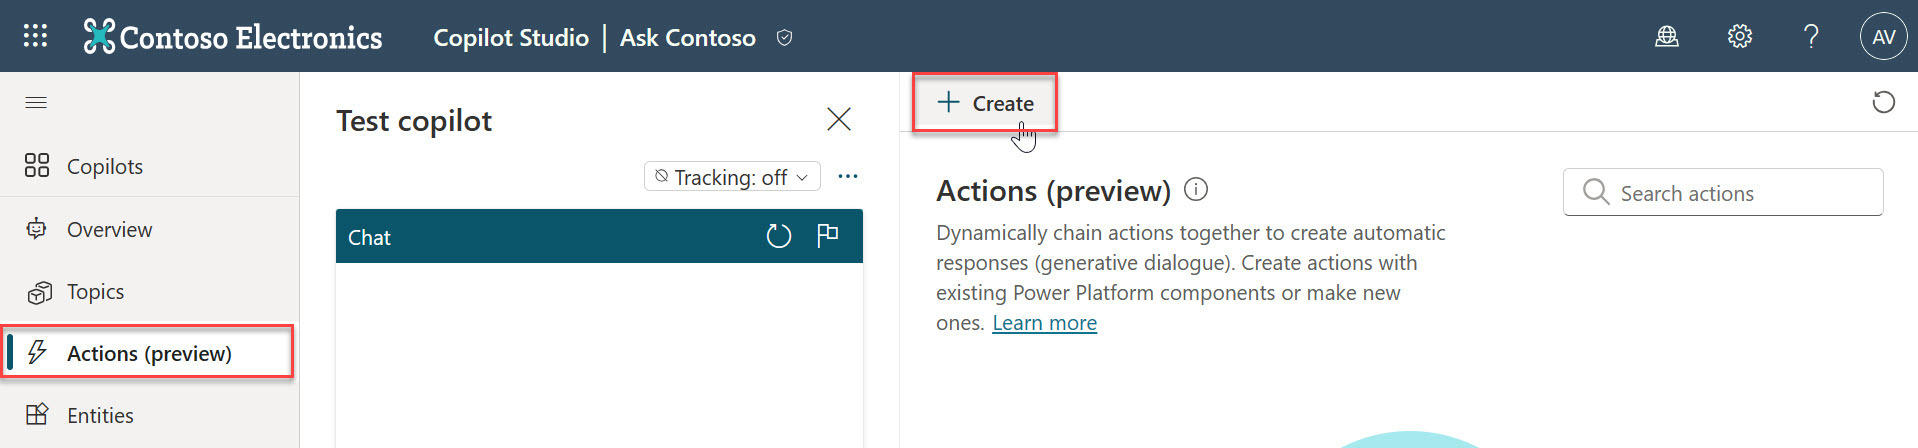 Contoso Electronics Copilot Studio | Ask Contoso ? AV
Copilots
Overview
Topics
Actions (preview)
Entities
Test copilot
Tracking: off
Chat
Create
Actions (preview)
Search actions
Dynamically chain actions together to create automatic
responses (generative dialogue). Create actions with
existing Power Platform components or make new
ones. Learn more